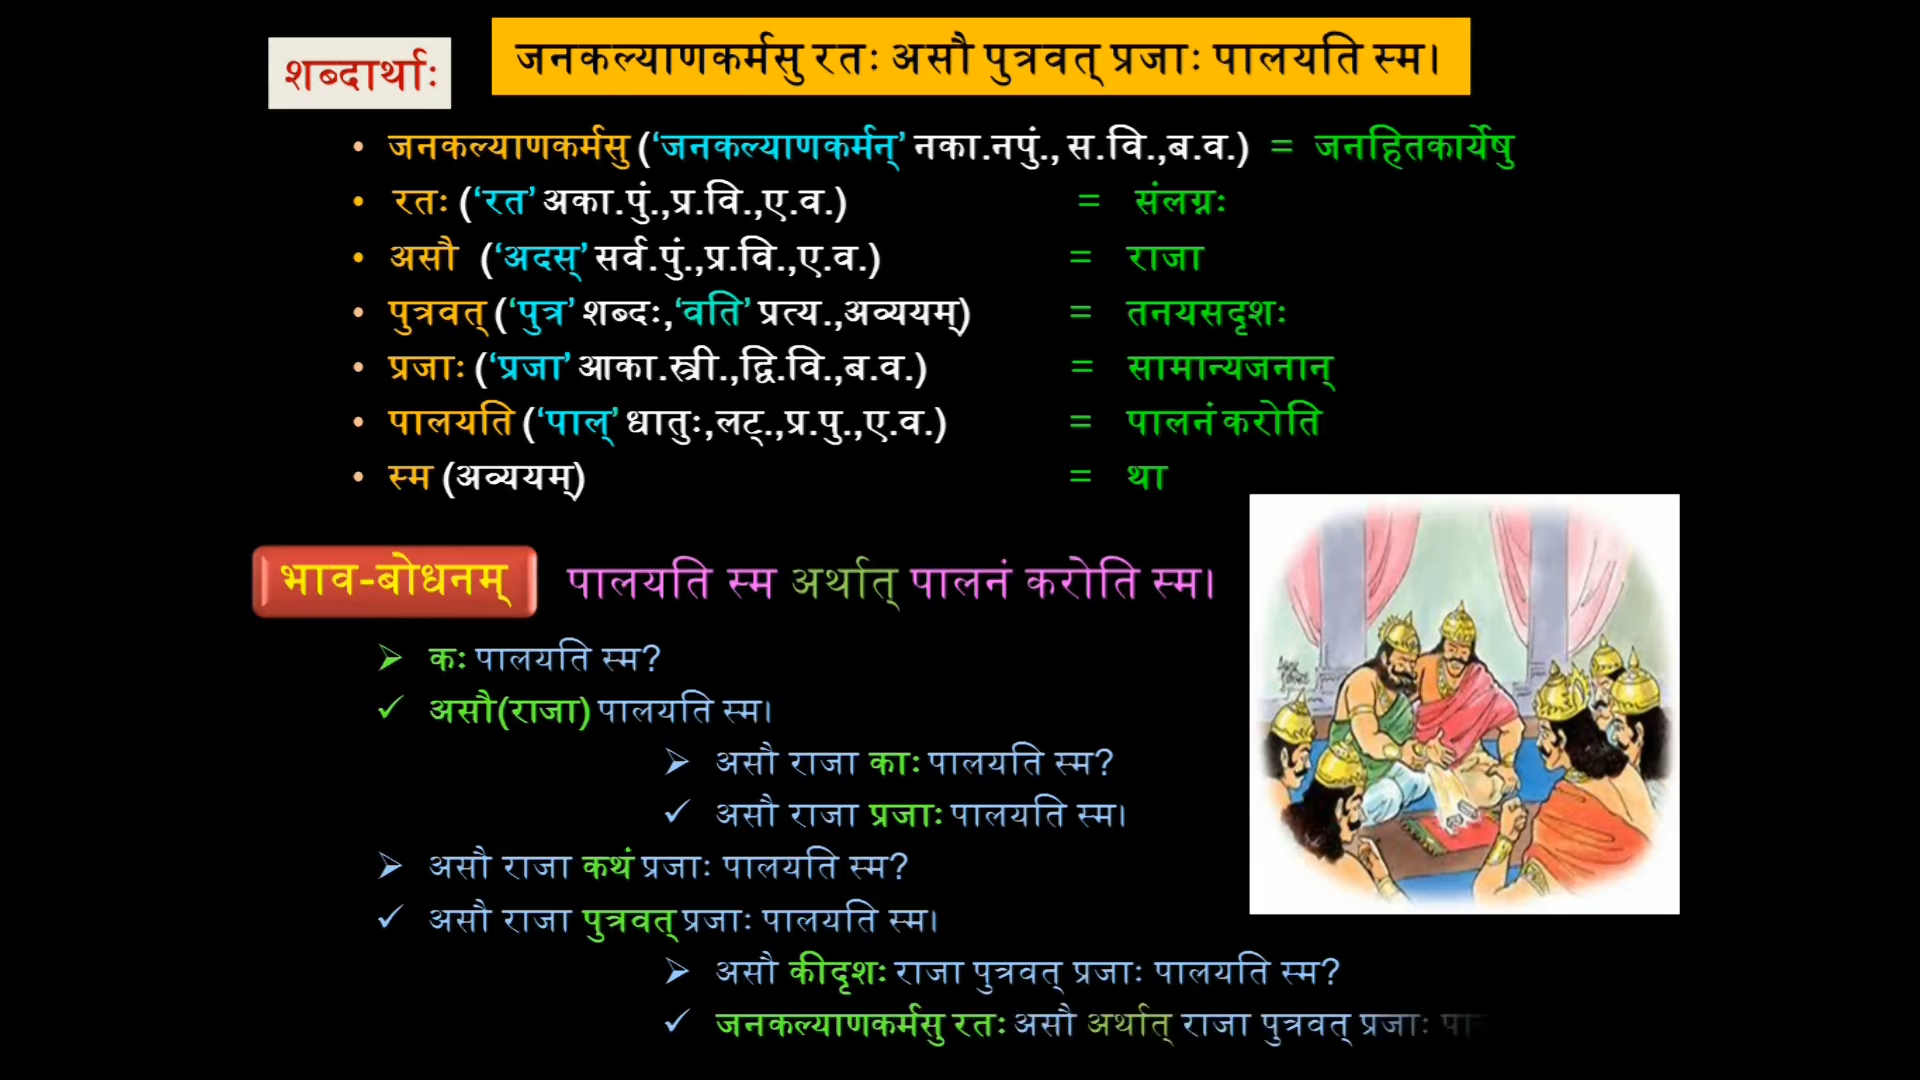 शब्दार्थाः
जनकल्याणकर्मसु रतः असौ पुत्रवत् प्रजाः पालयति स्म।
• जनकल्याणकर्मसु (‘जनकल्याणकर्मन्’ नका.नपुं., स.वि.,ब.व.) = जनहितकार्येषु
• रतः (‘रत’ अका.पुं.,प्र.वि.,ए.व.) = संलग्नः
• असौ (‘अदस्’ सर्व.पुं.,प्र.वि.,ए.व.) = राजा
• पुत्रवत् (‘पुत्र’ शब्दः,‘वति’ प्रत्य.,अव्ययम्) = तनयसदृशः
• प्रजाः (‘प्रजा’ आका.स्त्री.,द्वि.वि.,ब.व.) = सामान्यजनान्
• पालयति (‘पाल्’ धातुः,लट्.,प्र.पु.,ए.व.) = पालनं करोति
• स्म (अव्ययम्) = था
भाव-बोधनम्
पालयति स्म अर्थात् पालनं करोति स्म।
➢ कः पालयति स्म?
✓ असौ(राजा) पालयति स्म।
➢ असौ राजा काः पालयति स्म?
✓ असौ राजा प्रजाः पालयति स्म।
➢ असौ राजा कथं प्रजाः पालयति स्म?
✓ असौ राजा पुत्रवत् प्रजाः पालयति स्म।
➢ असौ कीदृशः राजा पुत्रवत् प्रजाः पालयति स्म?
✓ जनकल्याणकर्मसु रतः असौ अर्थात् राजा पुत्रवत् प्रजाः